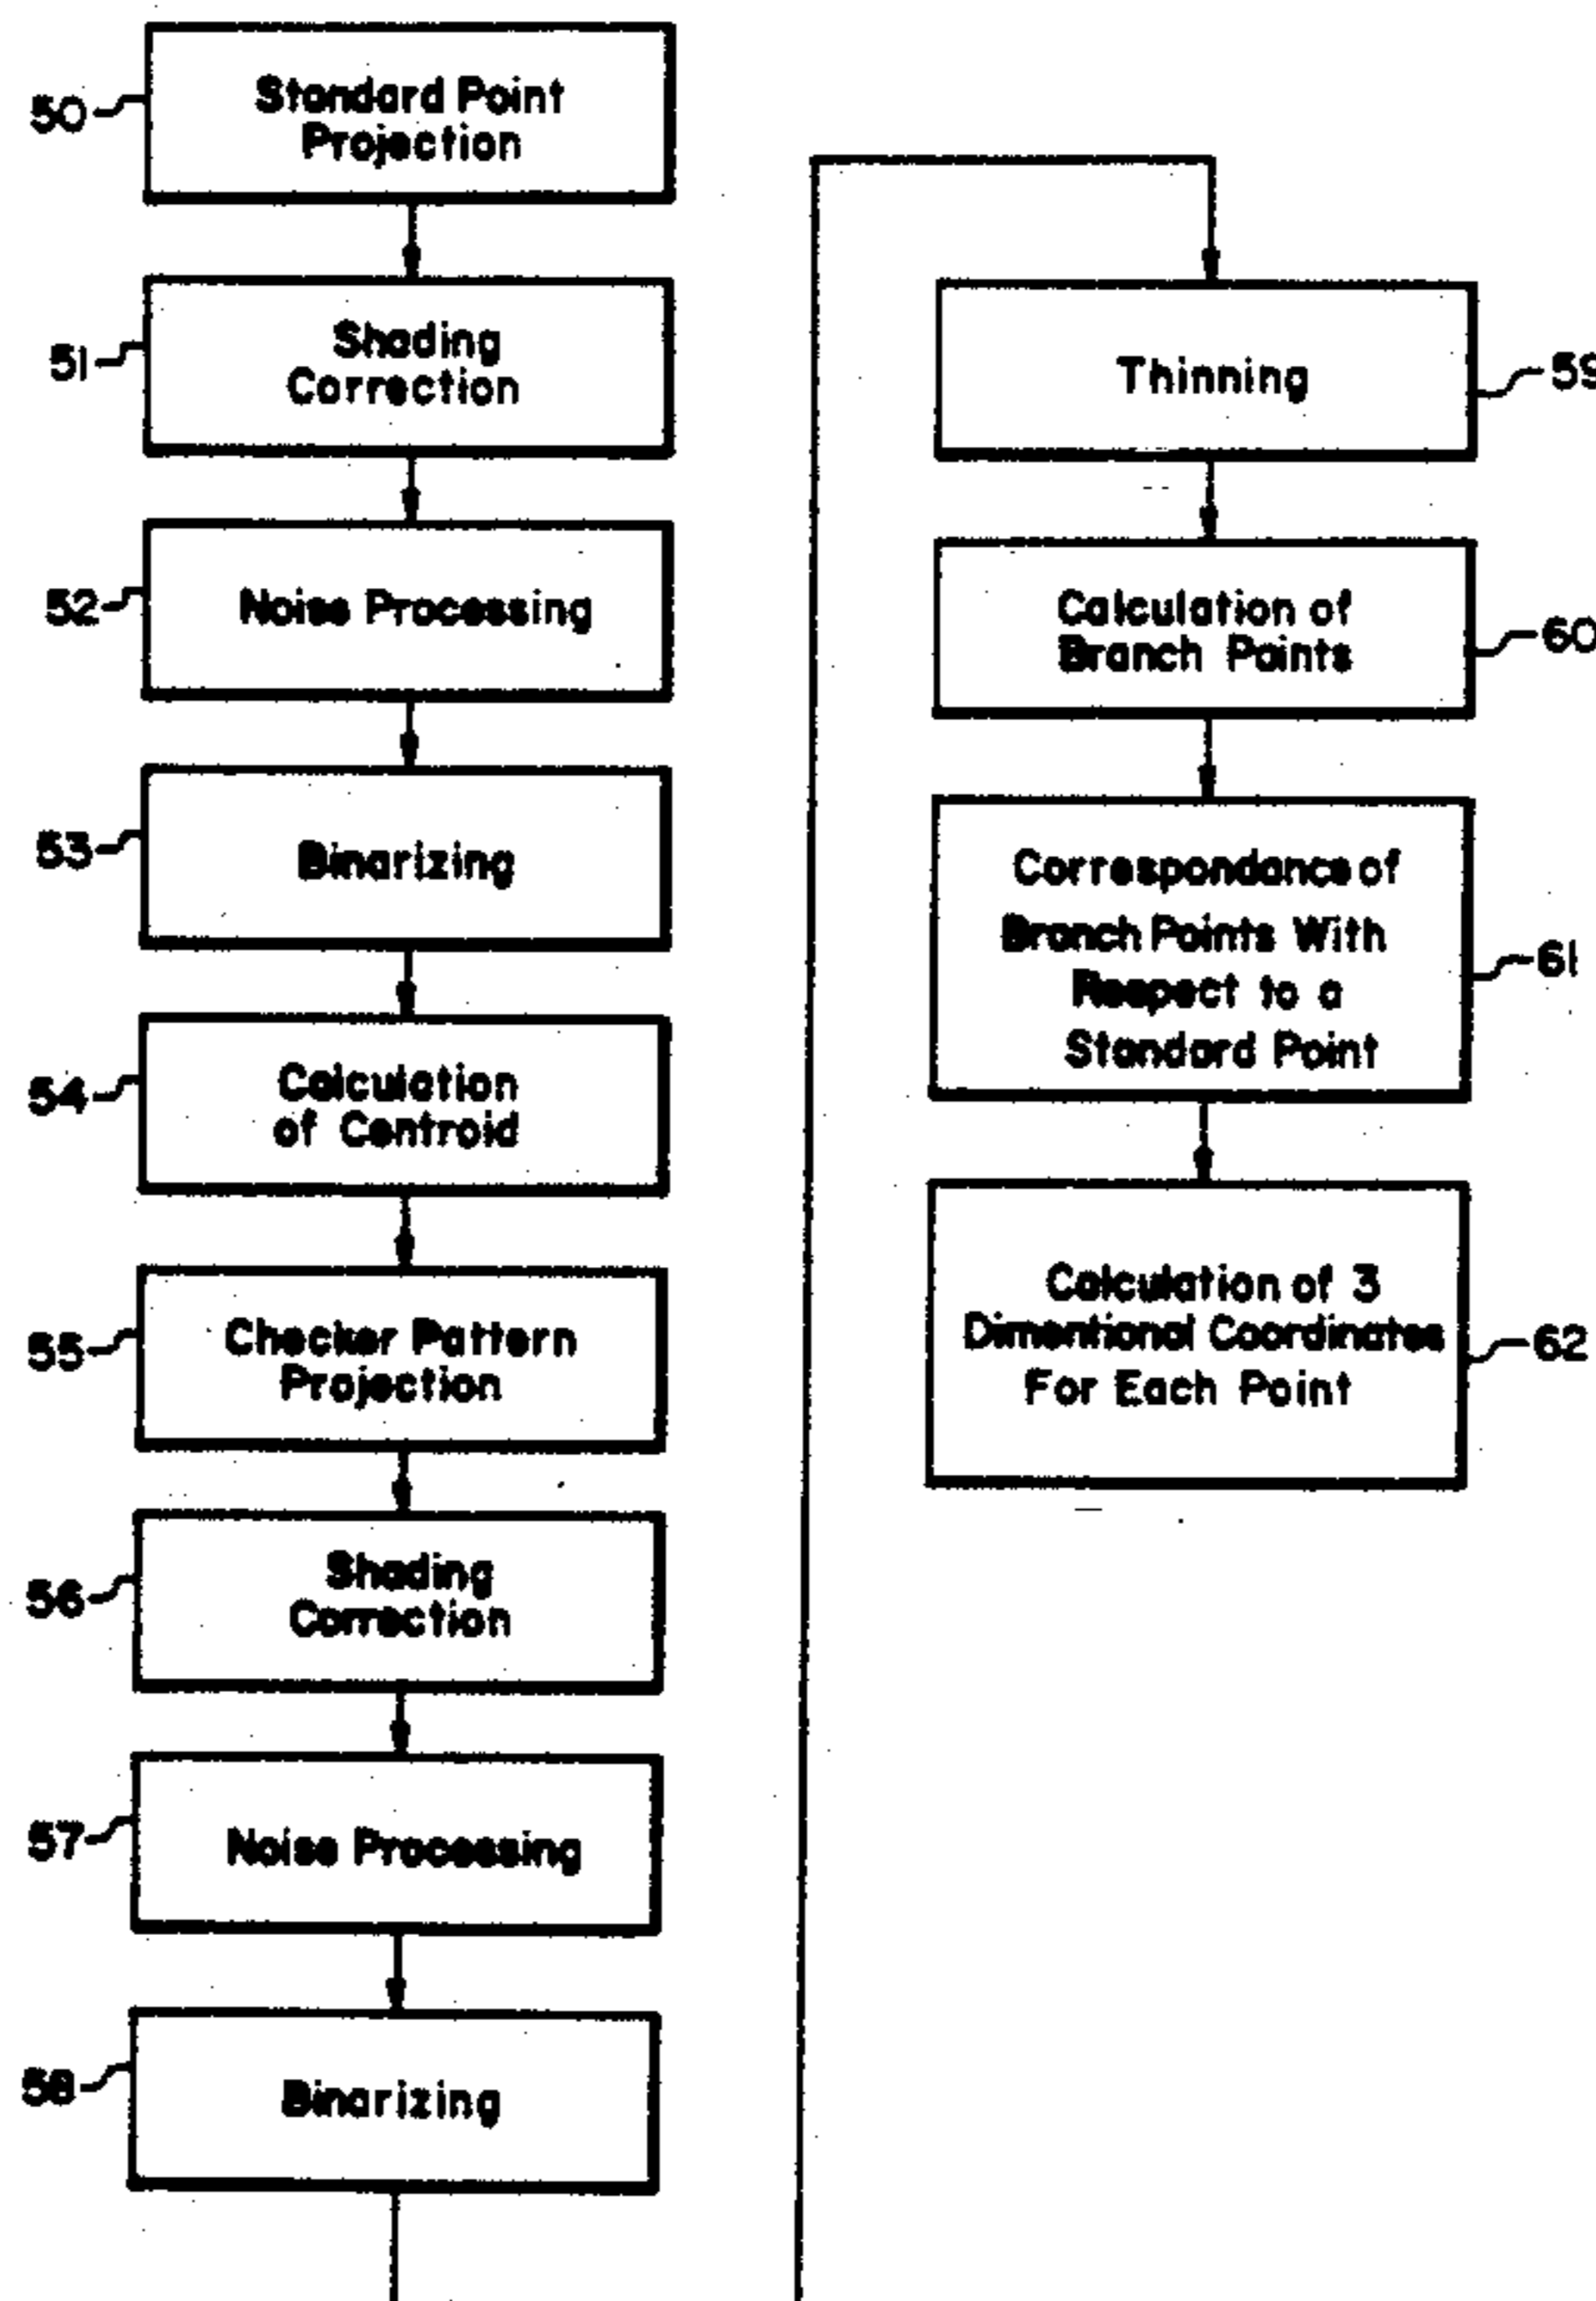 50
Standard Point
Projection
51
Shading
Correction
52
Noise Processing
53
Binarizing
54
Calculation
of Centroid
55
Checker Pattern
Projection
56
Shading
Correction
57
Noise Processing
58
Binarizing
Thinning
59
Calculation of
Branch Points
60
Correspondance of
Branch Points With
Respect to a
Standard Point
61
Calculation of 3
Dimentional Coordinates
For Each Point
62